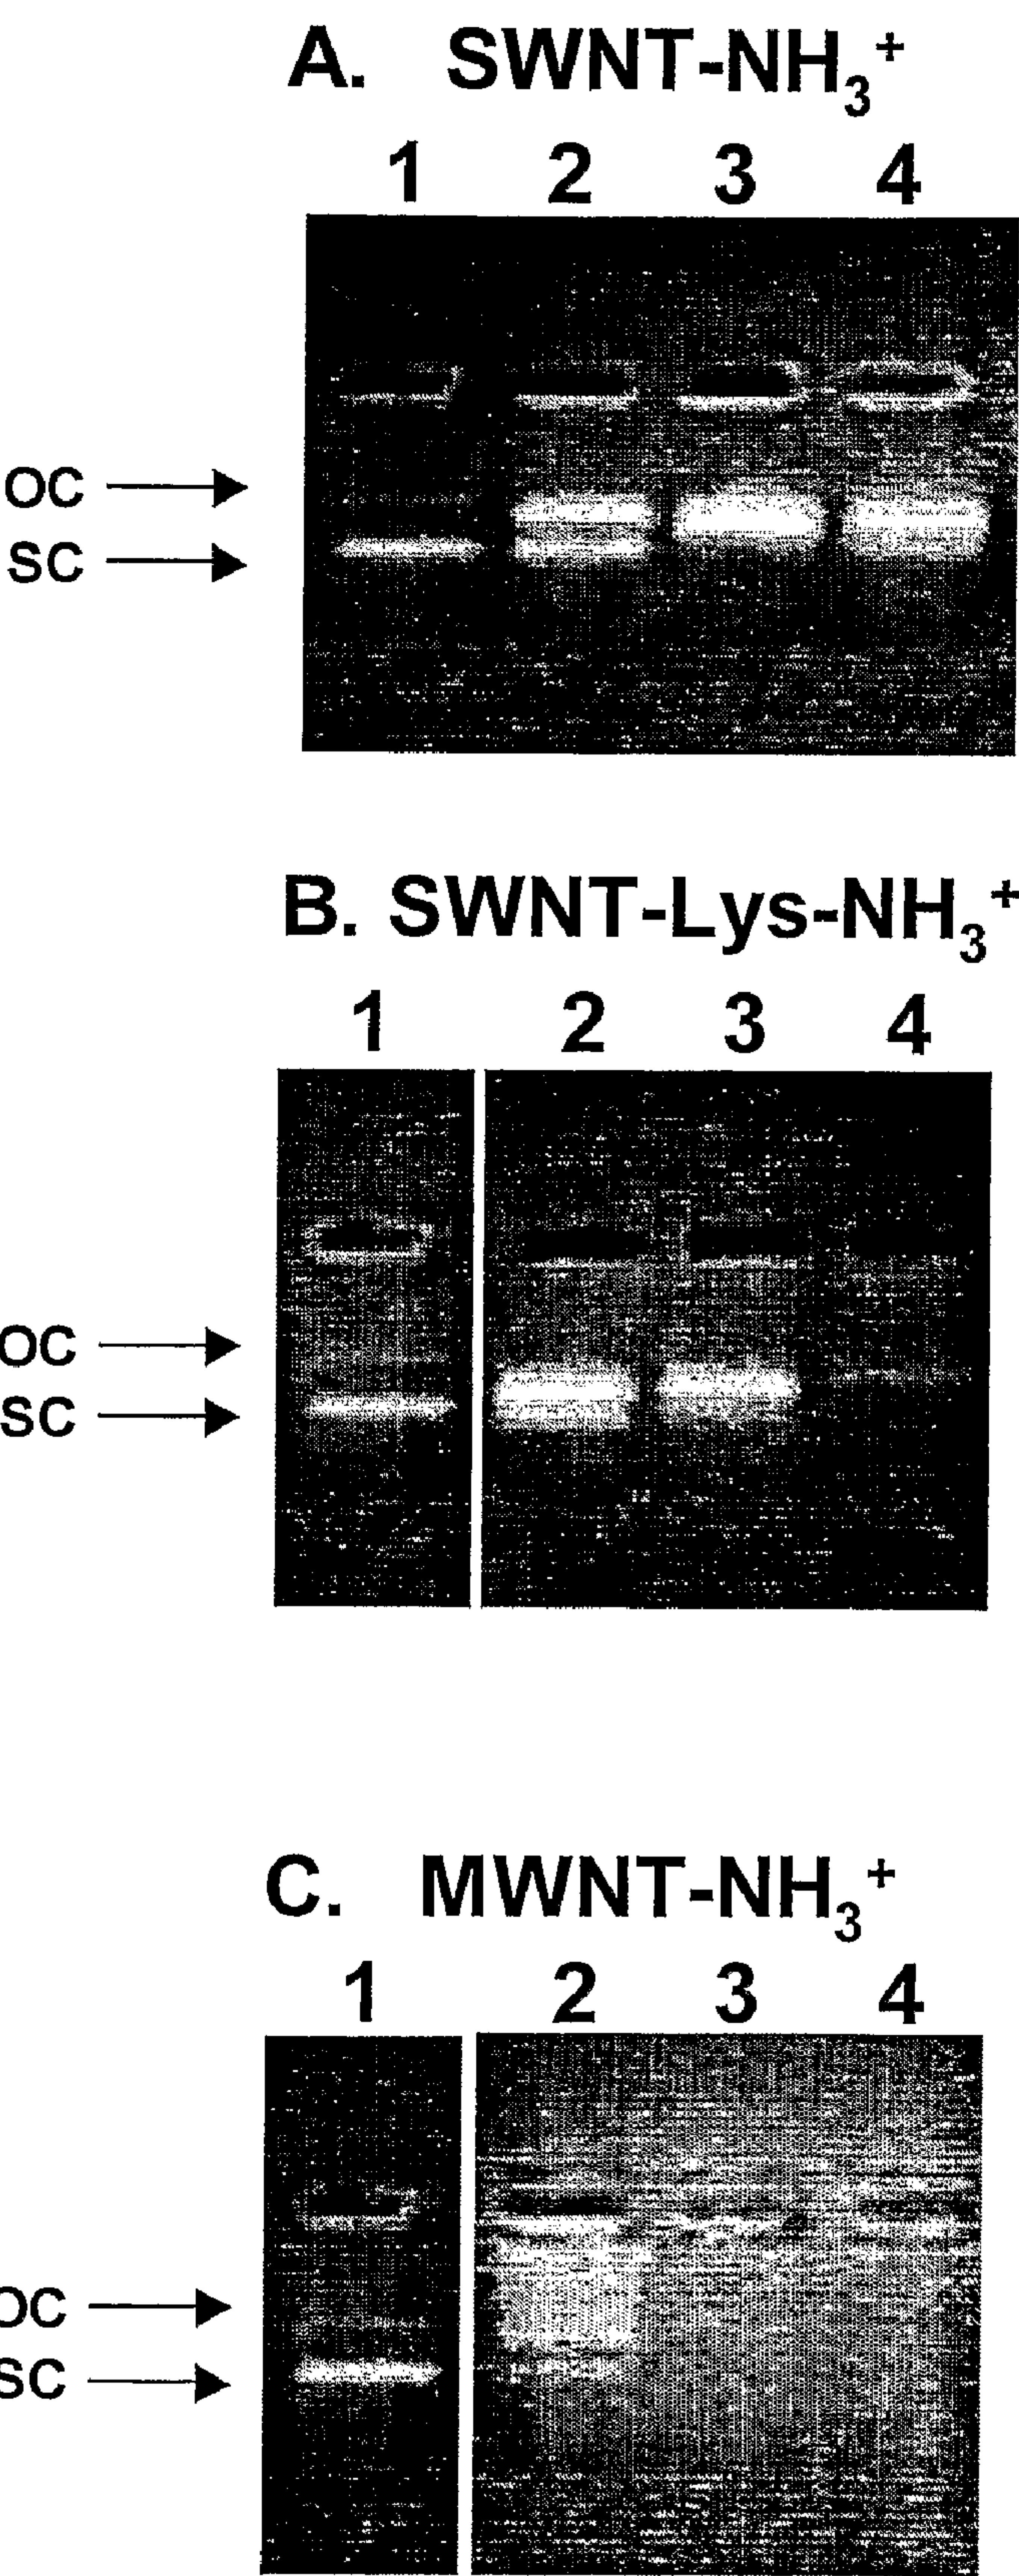 A. SWNT-NH₃⁺
1 2 3 4
OC
SC
B. SWNT-Lys-NH₃⁺
1 2 3 4
OC
SC
C. MWNT-NH₃⁺
1 2 3 4
OC
SC